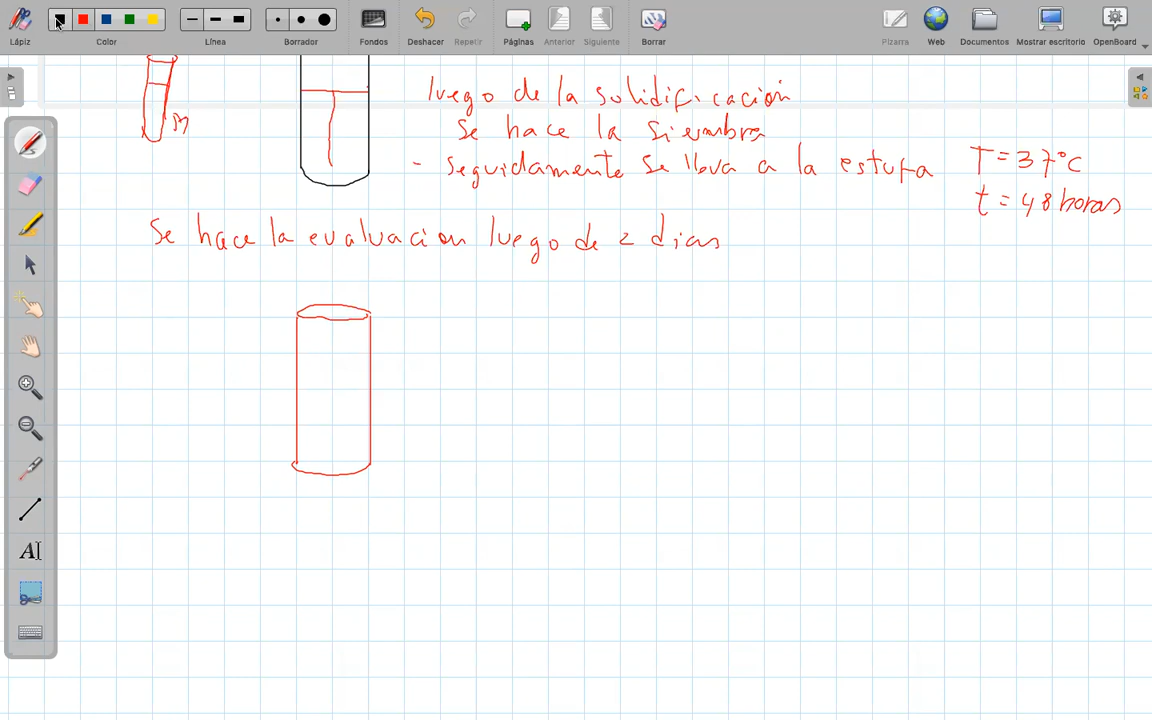 Lápiz
Color
Línea
Borrador
Fondos
Deshacer
Repetir
Páginas
Anterior
Siguiente
Borrar
Pizarra
Web
Documentos
Mostrar escritorio
OpenBoard
luego de la solidificación
se hace la siembra
- seguidamente se lleva a la estufa
T = 37°C
t = 48 horas
Se hace la evaluacion luego de 2 dias